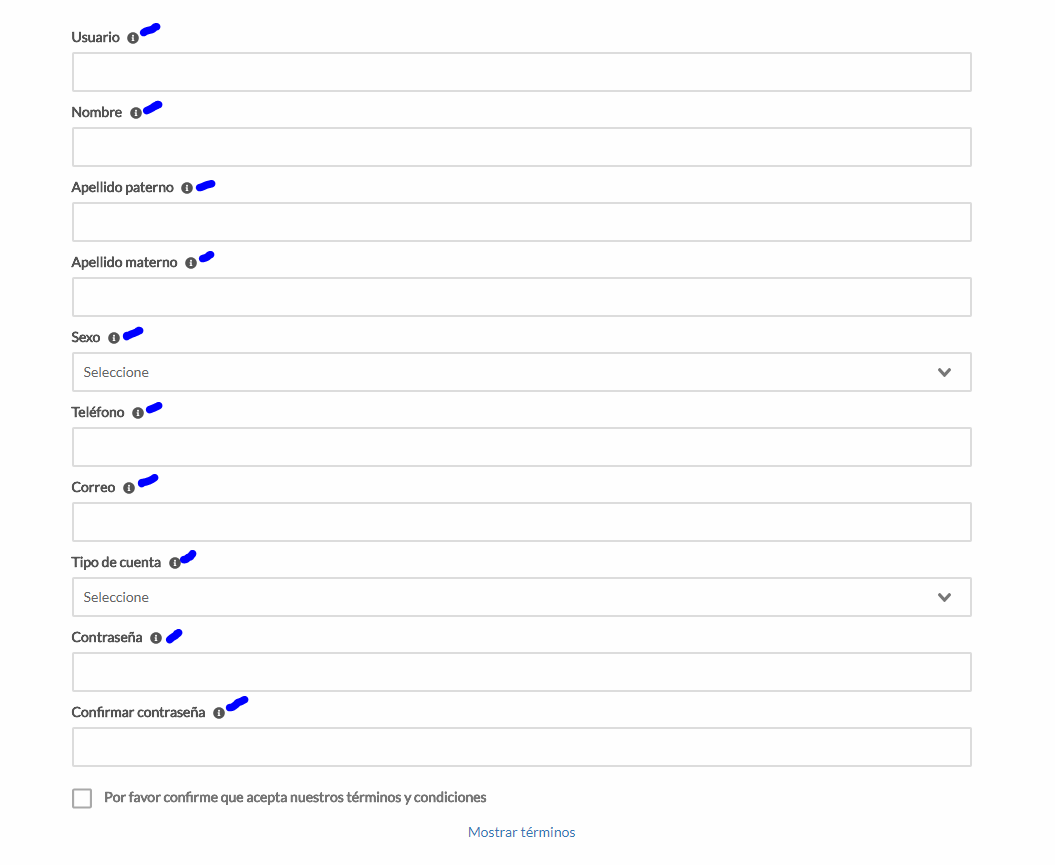 Usuario
Nombre
Apellido paterno
Apellido materno
Sexo
Seleccione
Teléfono
Correo
Tipo de cuenta
Seleccione
Contraseña
Confirmar contraseña
Por favor confirme que acepta nuestros términos y condiciones
Mostrar términos